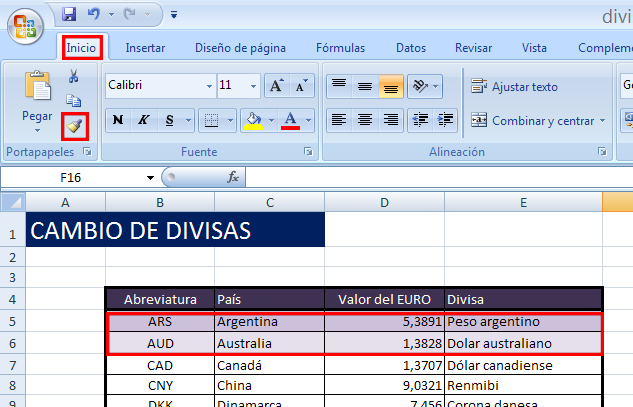 divi
Inicio Insertar Diseño de página Fórmulas Datos Revisar Vista Compleme
Calibri 11 Ajustar texto Ge
Pegar N K S A Combinar y centrar
Portapapeles Fuente Alineación
F16 fx
A B C D E
1 CAMBIO DE DIVISAS
2
3
4 Abreviatura País Valor del EURO Divisa
5 ARS Argentina 5,3891 Peso argentino
6 AUD Australia 1,3828 Dolar australiano
7 CAD Canadá 1,3707 Dólar canadiense
8 CNY China 9,0321 Renmibi
9 DKK Dinamarca 7,456 Corona danesa